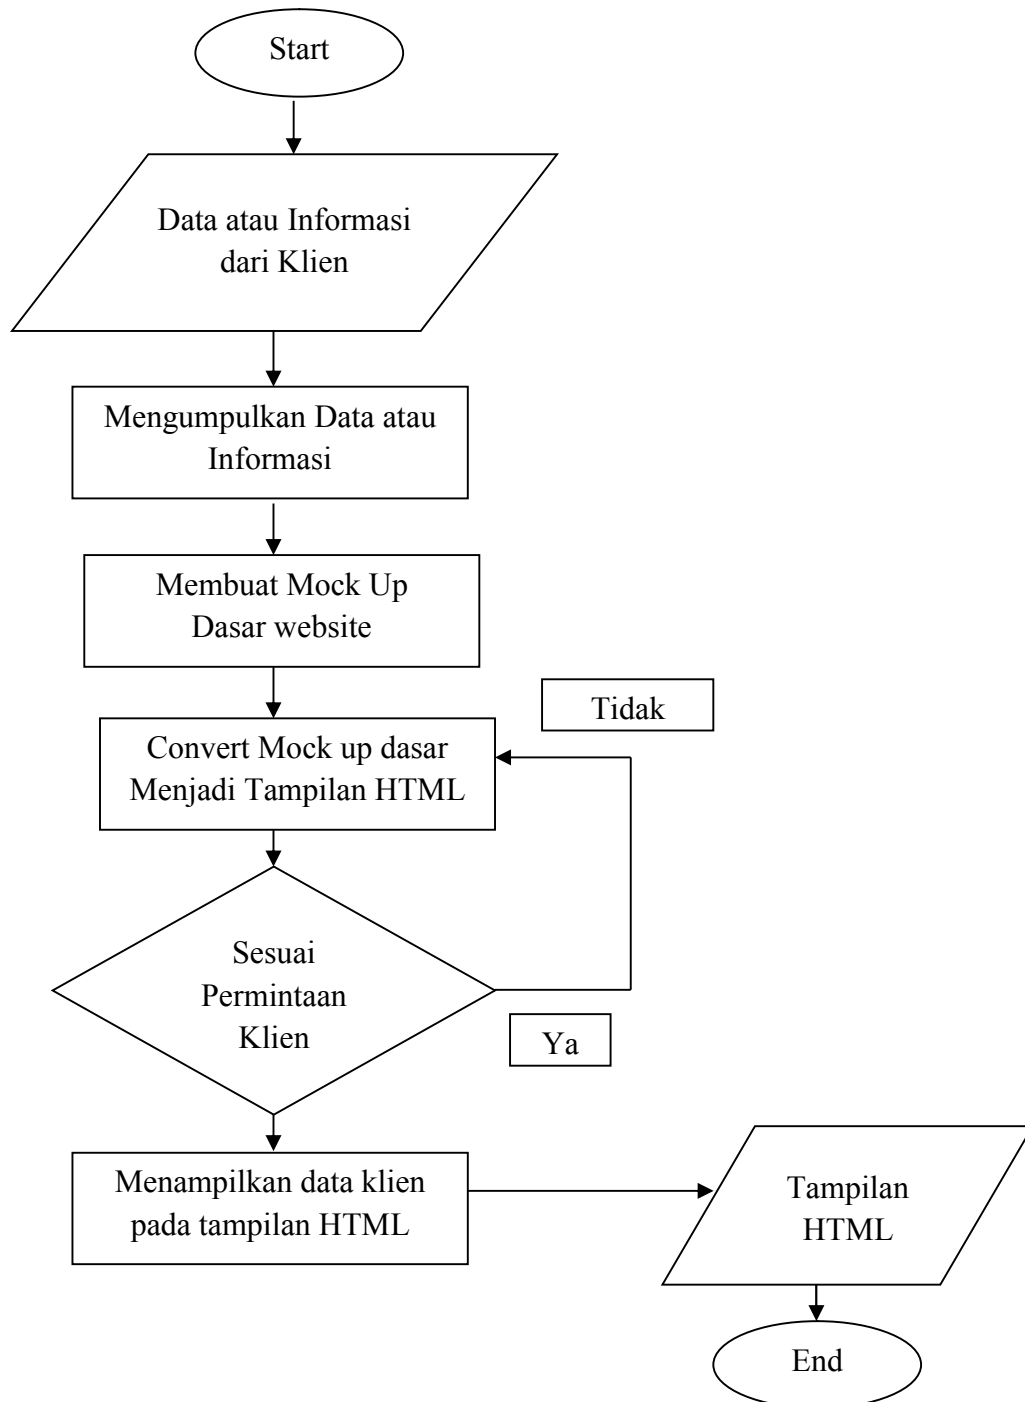 Start
Data atau Informasi
dari Klien
Mengumpulkan Data atau
Informasi
Membuat Mock Up
Dasar website
Tidak
Convert Mock up dasar
Menjadi Tampilan HTML
Sesuai
Permintaan
Klien
Ya
Menampilkan data klien
pada tampilan HTML
Tampilan
HTML
End